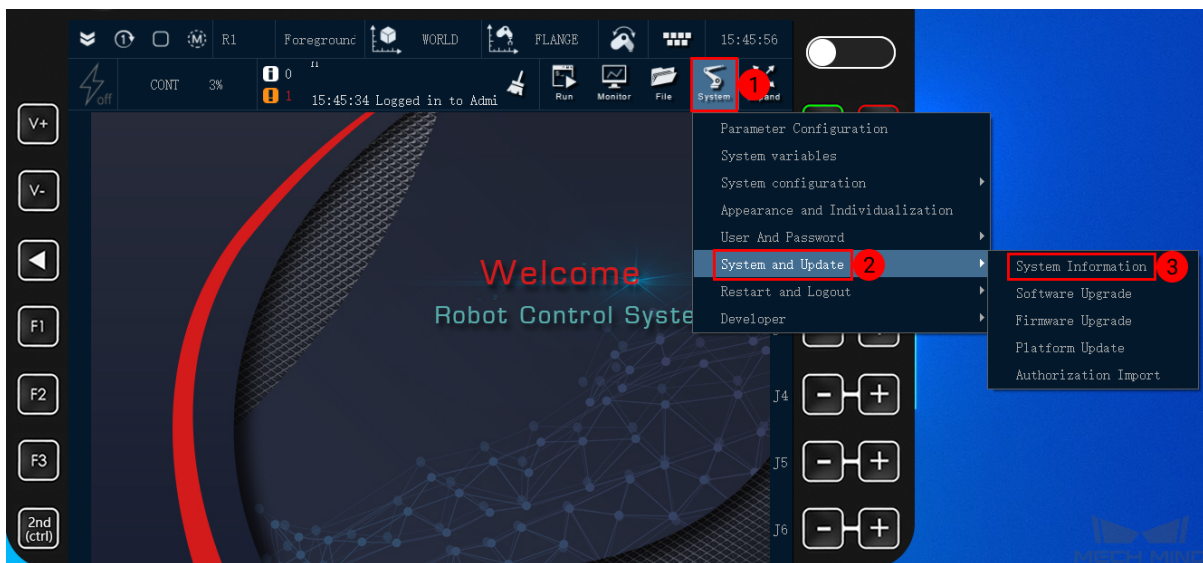 R1 Foreground WORLD FLANGE 15:45:56
off CONT 3% 0
1 15:45:34 Logged in to Admi
Run Monitor File System
1
V+
V-
F1
F2
F3
2nd
(ctrl)
Welcome
Robot Control Syste
Parameter Configuration
System variables
System configuration
Appearance and Individualization
User And Password
System and Update 2
Restart and Logout
Developer
System Information 3
Software Upgrade
Firmware Upgrade
Platform Update
Authorization Import
J4 - +
J5 - +
J6 - +
MECH MIND